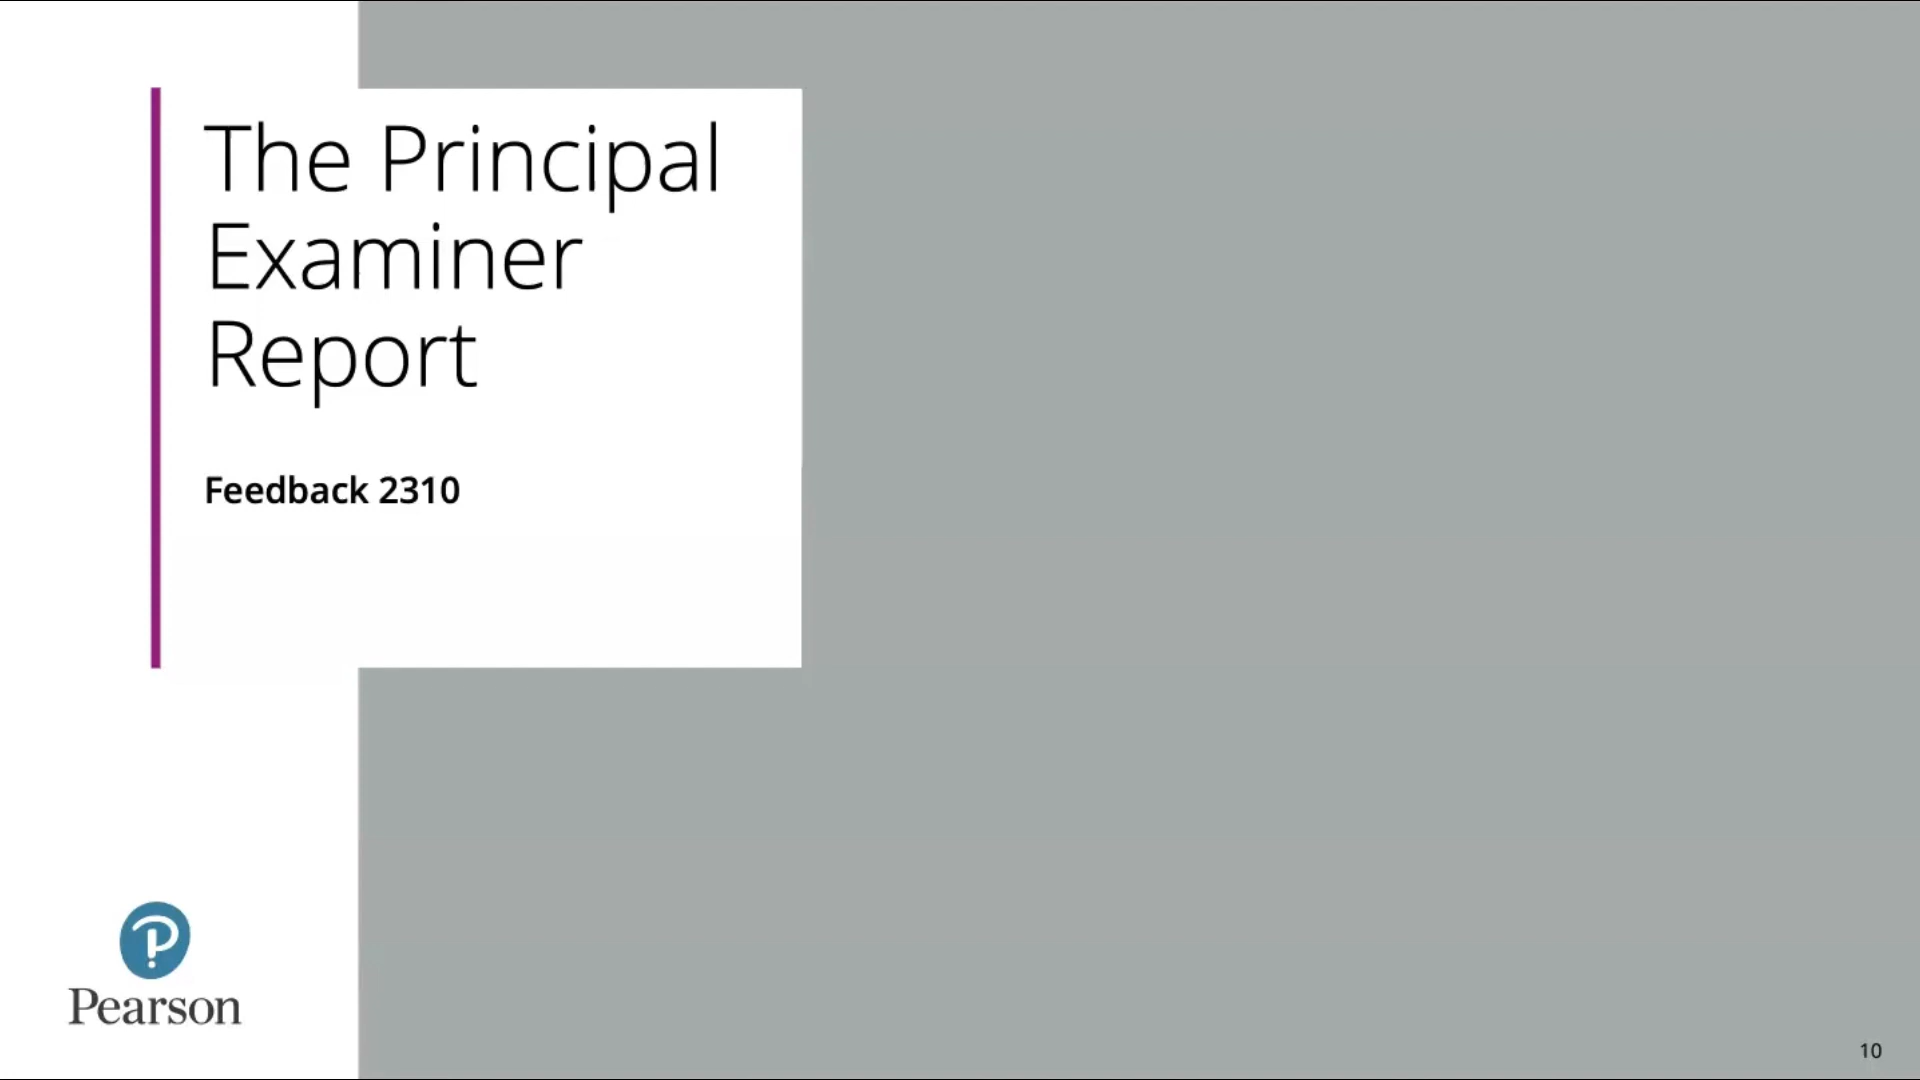 The Principal
Examiner
Report
Feedback 2310
Pearson
10